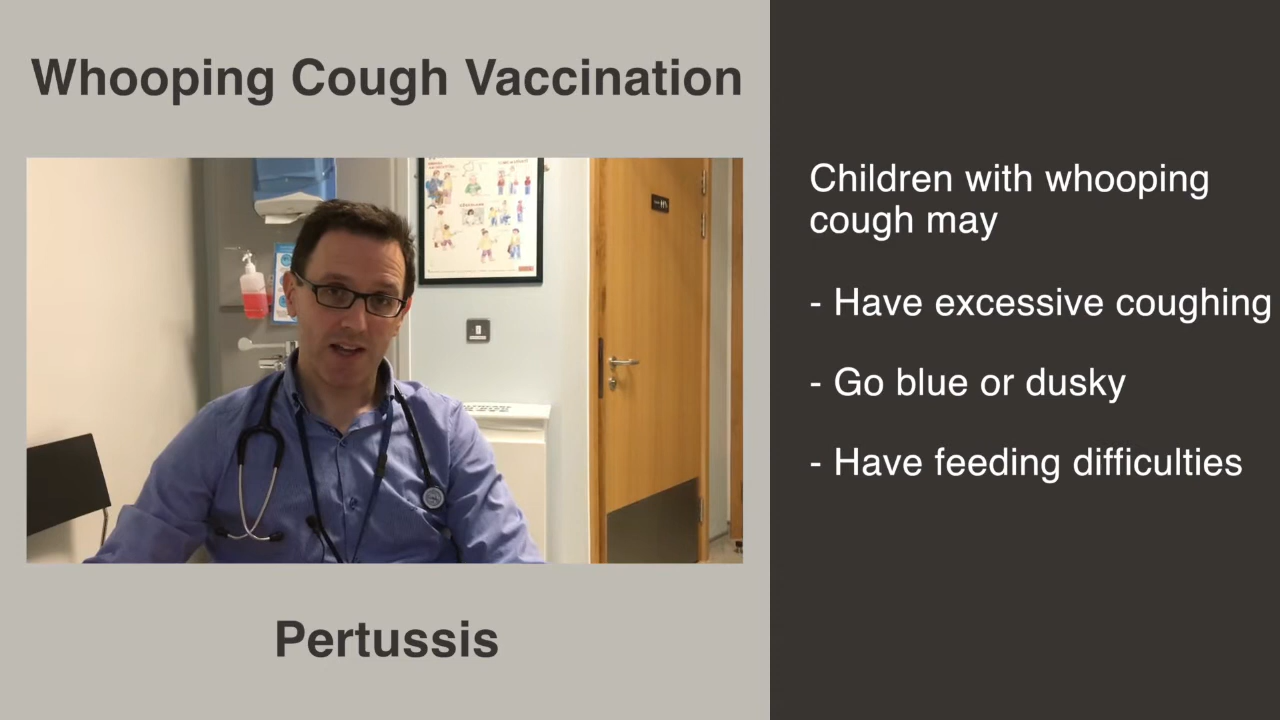 Whooping Cough Vaccination
Children with whooping
cough may
- Have excessive coughing
- Go blue or dusky
- Have feeding difficulties
Pertussis